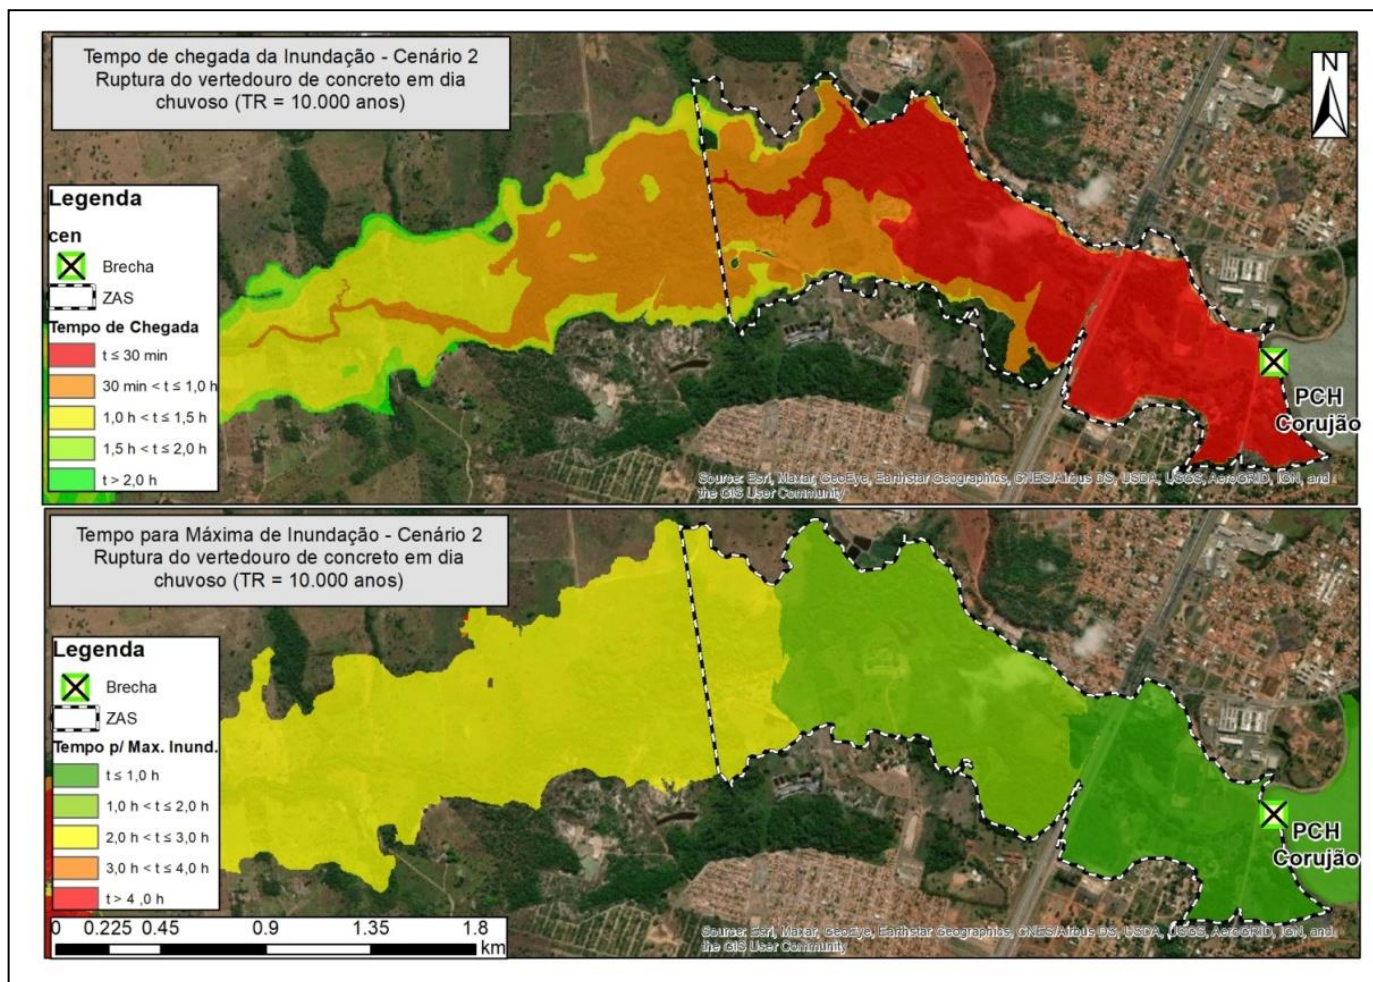 Tempo de chegada da Inundação - Cenário 2
Ruptura do vertedouro de concreto em dia
chuvoso (TR = 10.000 anos)
N
Legenda
cen
Brecha
ZAS
Tempo de Chegada
t ≤ 30 min
30 min < t ≤ 1,0 h
1,0 h < t ≤ 1,5 h
1,5 h < t ≤ 2,0 h
t > 2,0 h
PCH
Corujão
Source: Esri, Maxar, GeoEye, Earthstar Geographics, CNES/Airbus DS, USDA, USGS, AeroGRID, IGN, and
the GIS User Community
Tempo para Máxima de Inundação - Cenário 2
Ruptura do vertedouro de concreto em dia
chuvoso (TR = 10.000 anos)
Legenda
Brecha
ZAS
Tempo p/ Max. Inund.
t ≤ 1,0 h
1,0 h < t ≤ 2,0 h
2,0 h < t ≤ 3,0 h
3,0 h < t ≤ 4,0 h
t > 4 ,0 h
PCH
Corujão
0 0.225 0.45 0.9 1.35 1.8
km
Source: Esri, Maxar, GeoEye, Earthstar Geographics, CNES/Airbus DS, USDA, USGS, AeroGRID, IGN, and
the GIS User Community